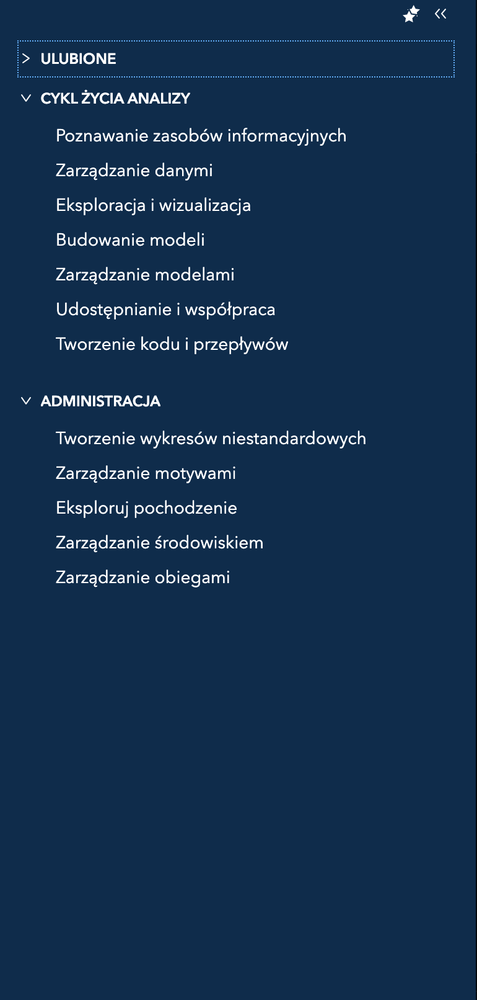 ULUBIONE
CYKL ŻYCIA ANALIZY
Poznawanie zasobów informacyjnych
Zarządzanie danymi
Eksploracja i wizualizacja
Budowanie modeli
Zarządzanie modelami
Udostępnianie i współpraca
Tworzenie kodu i przepływów
ADMINISTRACJA
Tworzenie wykresów niestandardowych
Zarządzanie motywami
Eksploruj pochodzenie
Zarządzanie środowiskiem
Zarządzanie obiegami